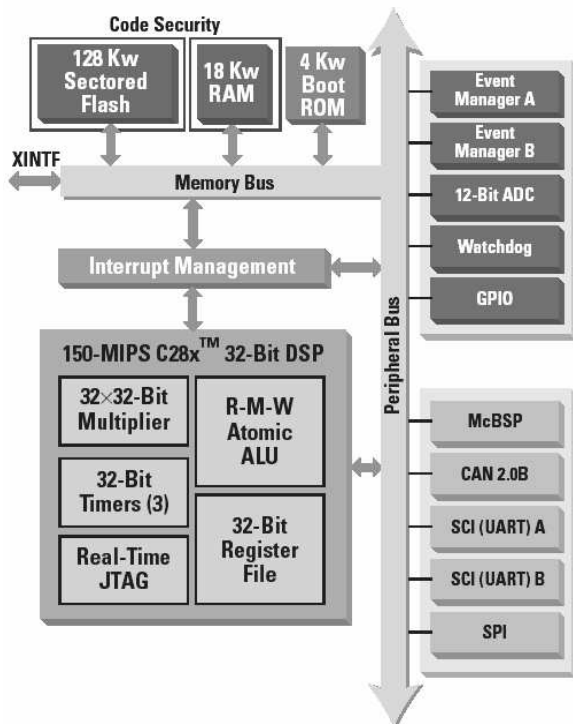 Code Security
128 Kw
Sectored
Flash
18 Kw
RAM
4 Kw
Boot
ROM
XINTF
Memory Bus
Interrupt Management
150-MIPS C28x™ 32-Bit DSP
32×32-Bit
Multiplier
R-M-W
Atomic
ALU
32-Bit
Timers (3)
32-Bit
Register
File
Real-Time
JTAG
Peripheral Bus
Event
Manager A
Event
Manager B
12-Bit ADC
Watchdog
GPIO
McBSP
CAN 2.0B
SCI (UART) A
SCI (UART) B
SPI